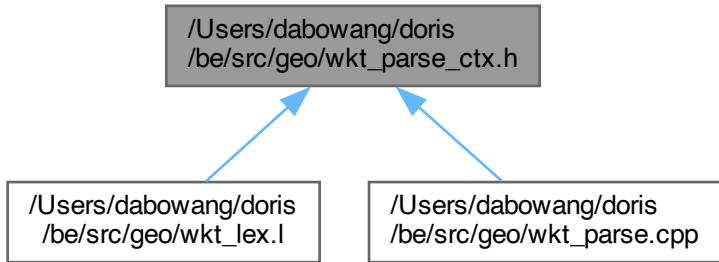 /Users/dabowang/doris
/be/src/geo/wkt_parse_ctx.h
/Users/dabowang/doris
/be/src/geo/wkt_lex.l
/Users/dabowang/doris
/be/src/geo/wkt_parse.cpp